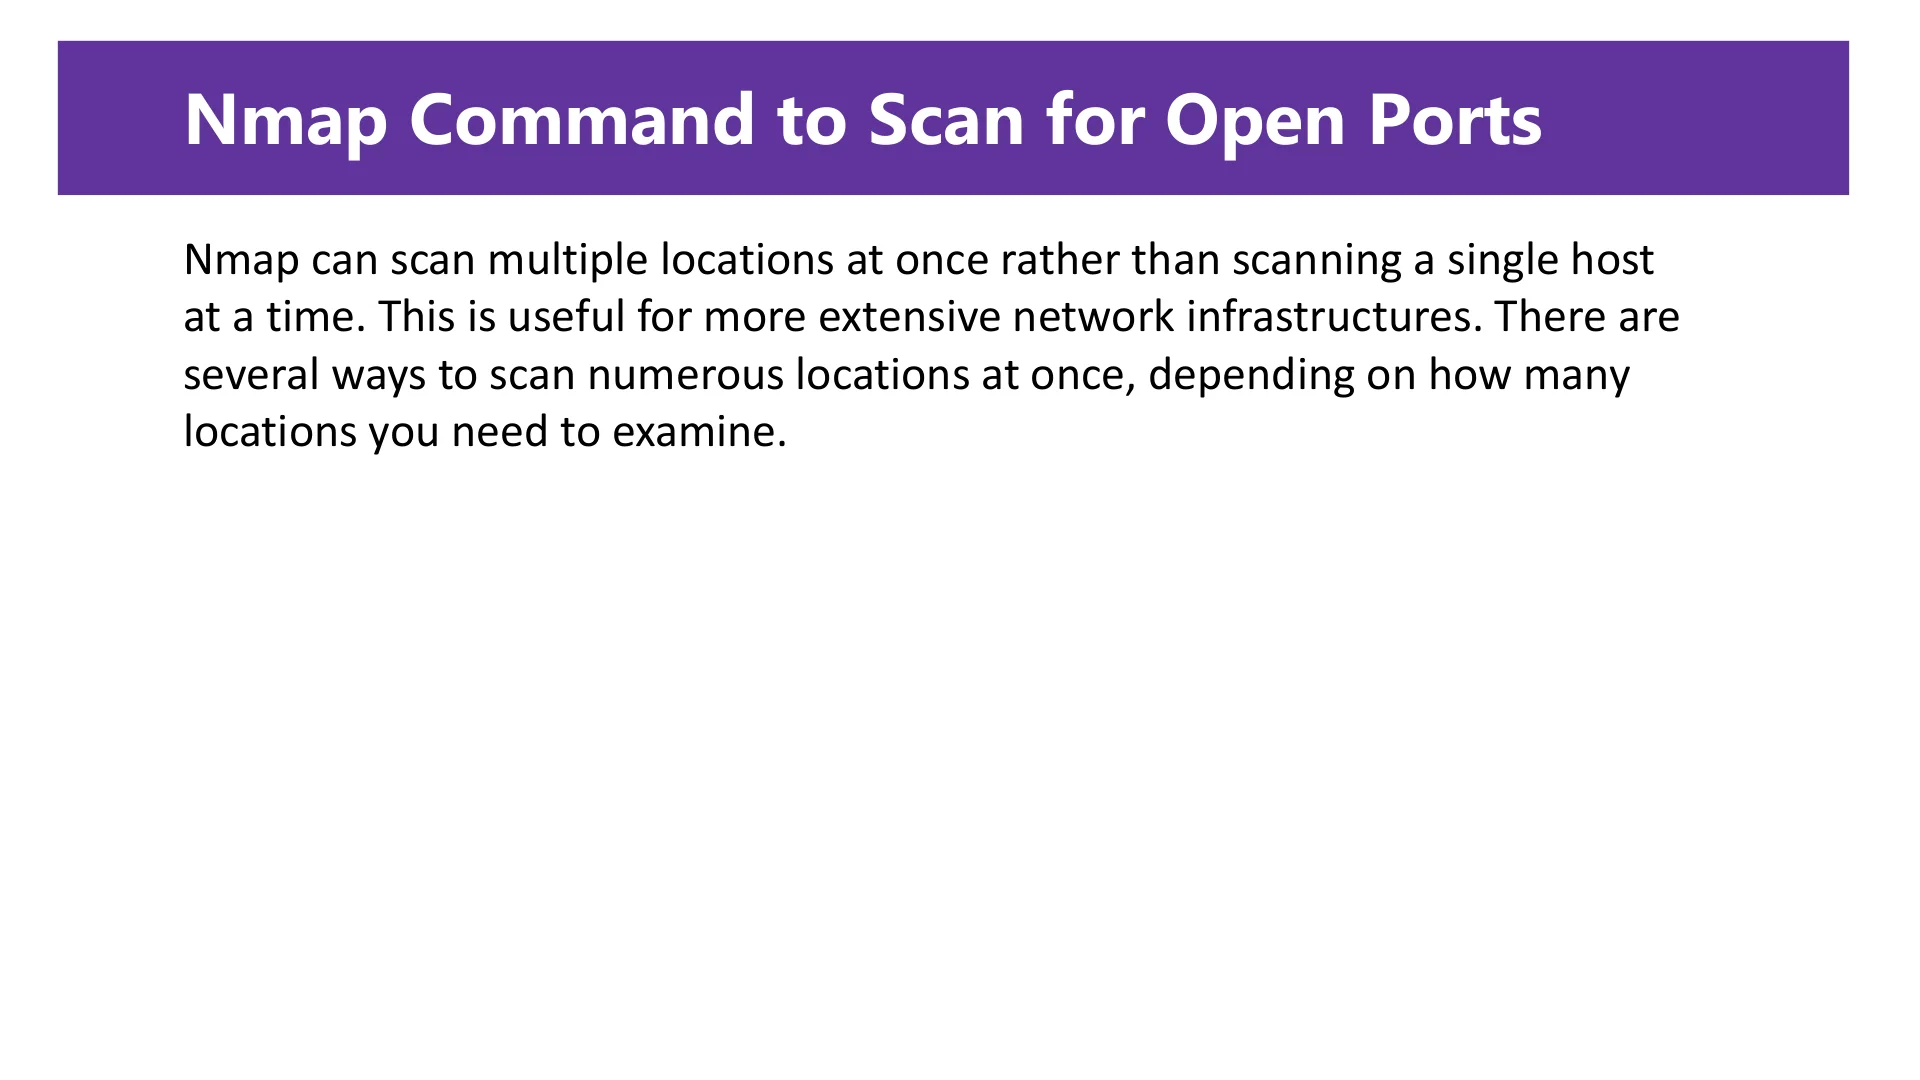 Nmap Command to Scan for Open Ports
Nmap can scan multiple locations at once rather than scanning a single host
at a time. This is useful for more extensive network infrastructures. There are
several ways to scan numerous locations at once, depending on how many
locations you need to examine.